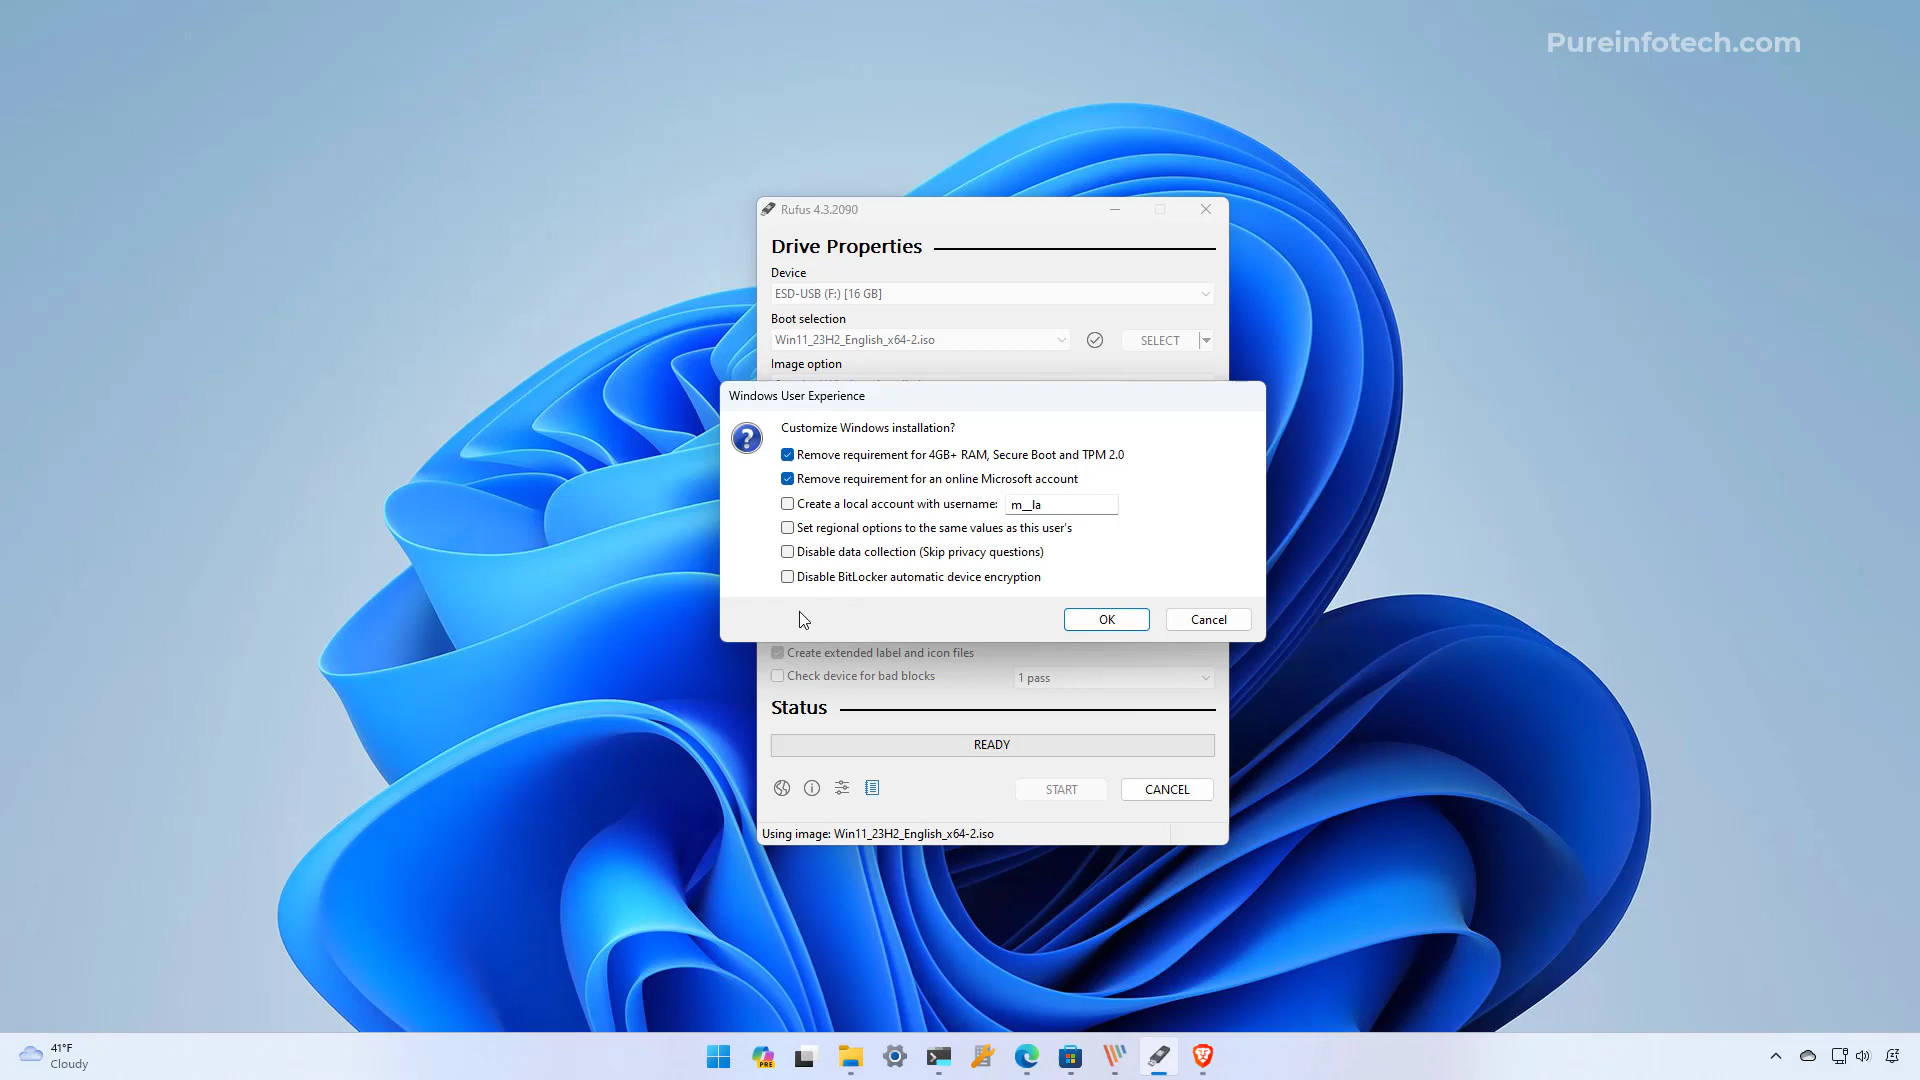 Pureinfotech.com
Rufus 4.3.2090
Drive Properties
Device
ESD-USB (F:) [16 GB]
Boot selection
Win11_23H2_English_x64-2.iso
SELECT
Image option
Windows User Experience
?
Customize Windows installation?
Remove requirement for 4GB+ RAM, Secure Boot and TPM 2.0
Remove requirement for an online Microsoft account
Create a local account with username: m__la
Set regional options to the same values as this user's
Disable data collection (Skip privacy questions)
Disable BitLocker automatic device encryption
OK Cancel
Create extended label and icon files
Check device for bad blocks 1 pass
Status
READY
START CANCEL
Using image: Win11_23H2_English_x64-2.iso
41°F
Cloudy
PRE